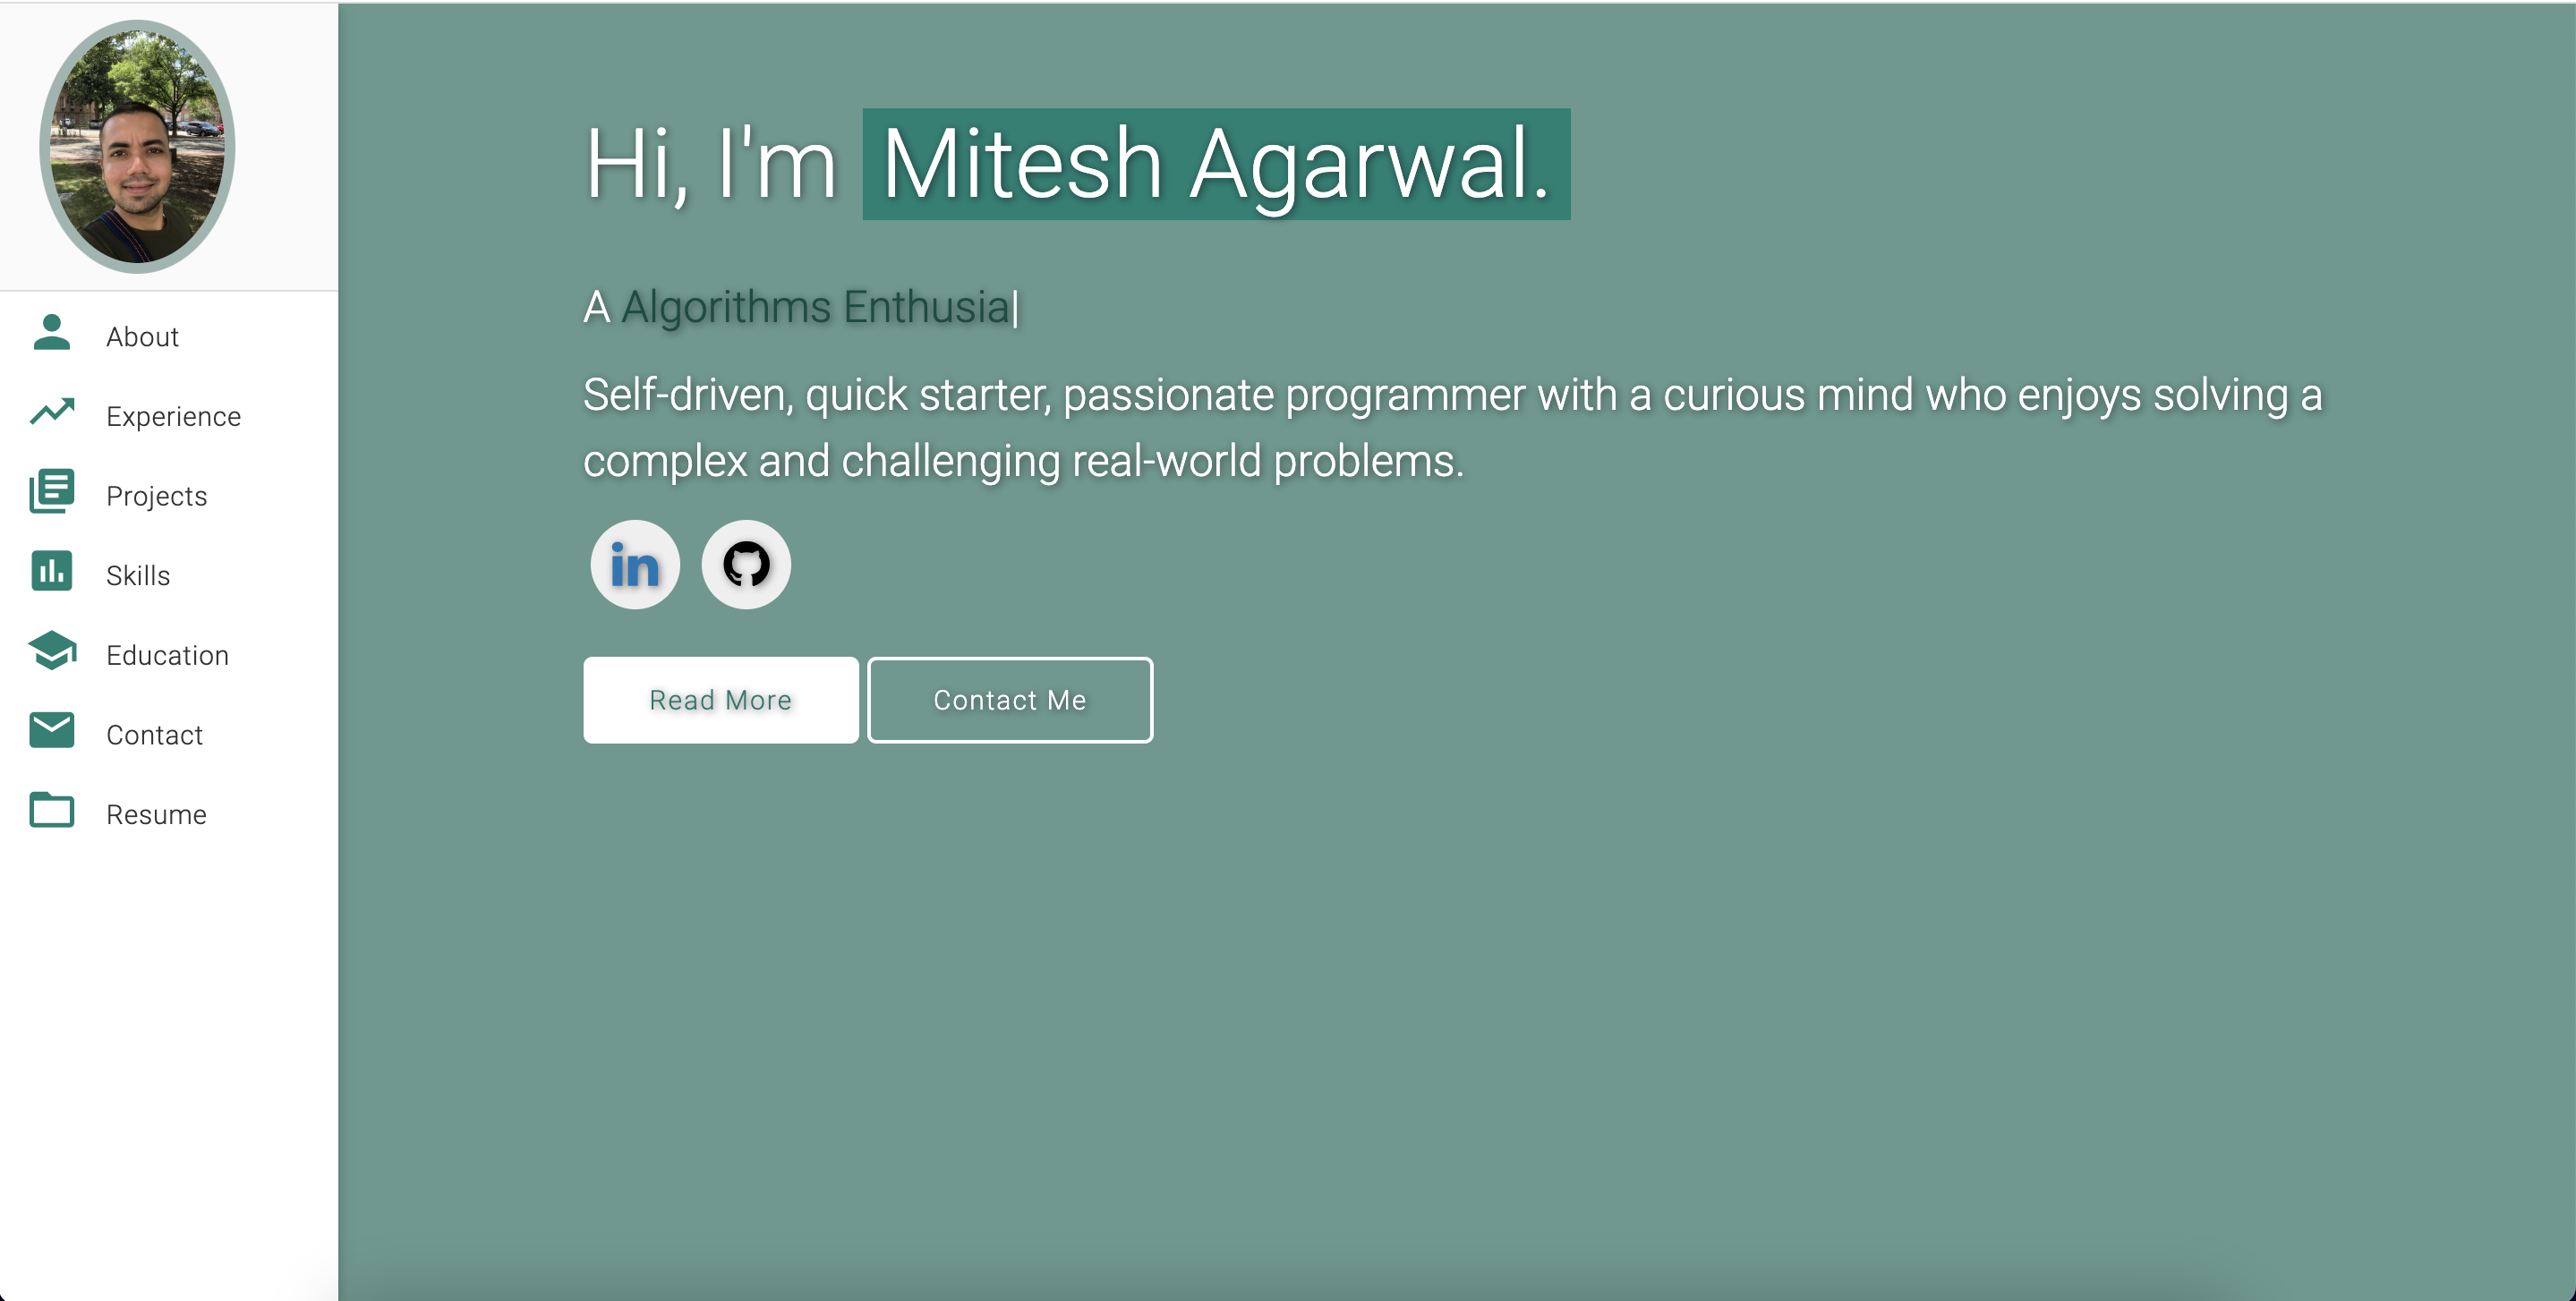 About
Experience
Projects
Skills
Education
Contact
Resume
Hi, I'm Mitesh Agarwal.
A Algorithms Enthusia|
Self-driven, quick starter, passionate programmer with a curious mind who enjoys solving a
complex and challenging real-world problems.
in
Read More
Contact Me